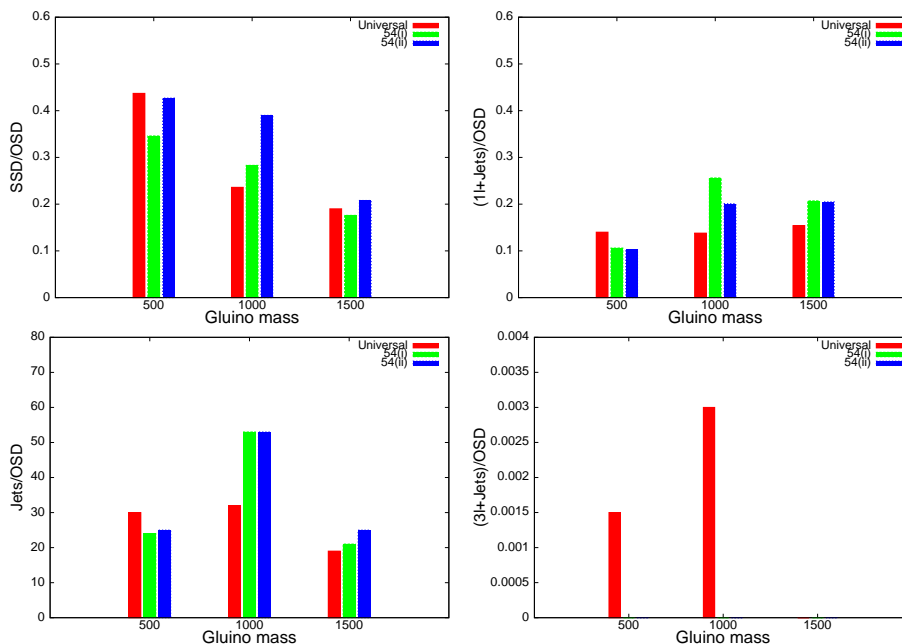 0.6
0.5
0.4
0.3
0.2
0.1
0
SSD/OSD
500
1000
1500
Gluino mass
Universal
54(i)
54(ii)
0.6
0.5
0.4
0.3
0.2
0.1
0
(1l+Jets)/OSD
500
1000
1500
Gluino mass
Universal
54(i)
54(ii)
80
70
60
50
40
30
20
10
0
Jets/OSD
500
1000
1500
Gluino mass
Universal
54(i)
54(ii)
0.004
0.0035
0.003
0.0025
0.002
0.0015
0.001
0.0005
0
(3l+Jets)/OSD
500
1000
1500
Gluino mass
Universal
54(i)
54(ii)